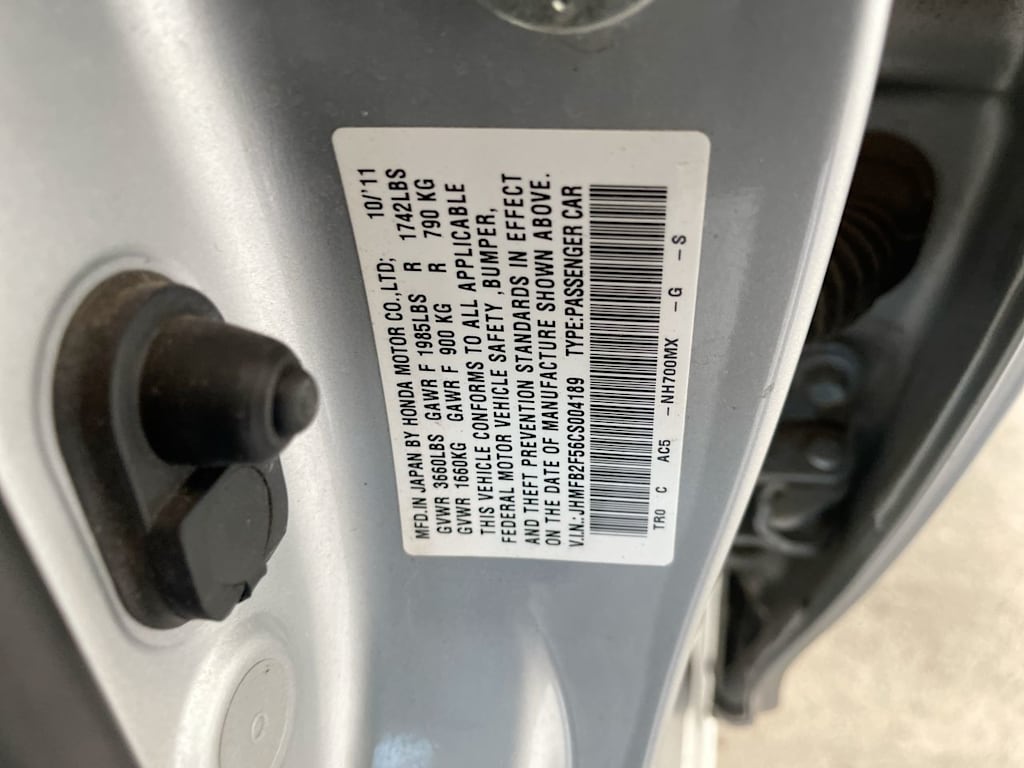 MFD.IN JAPAN BY HONDA MOTOR CO.,LTD; 10/'11
GVWR 3660LBS GAWR F 1985LBS R 1742LBS
GVWR 1660KG GAWR F 900 KG R 790 KG
THIS VEHICLE CONFORMS TO ALL APPLICABLE
FEDERAL MOTOR VEHICLE SAFETY ,BUMPER,
AND THEFT PREVENTION STANDARDS IN EFFECT
ON THE DATE OF MANUFACTURE SHOWN ABOVE.
V.I.N.:JHMFB2F56CS004189 TYPE:PASSENGER CAR
TR0 C AC5 -NH700MX -G -S